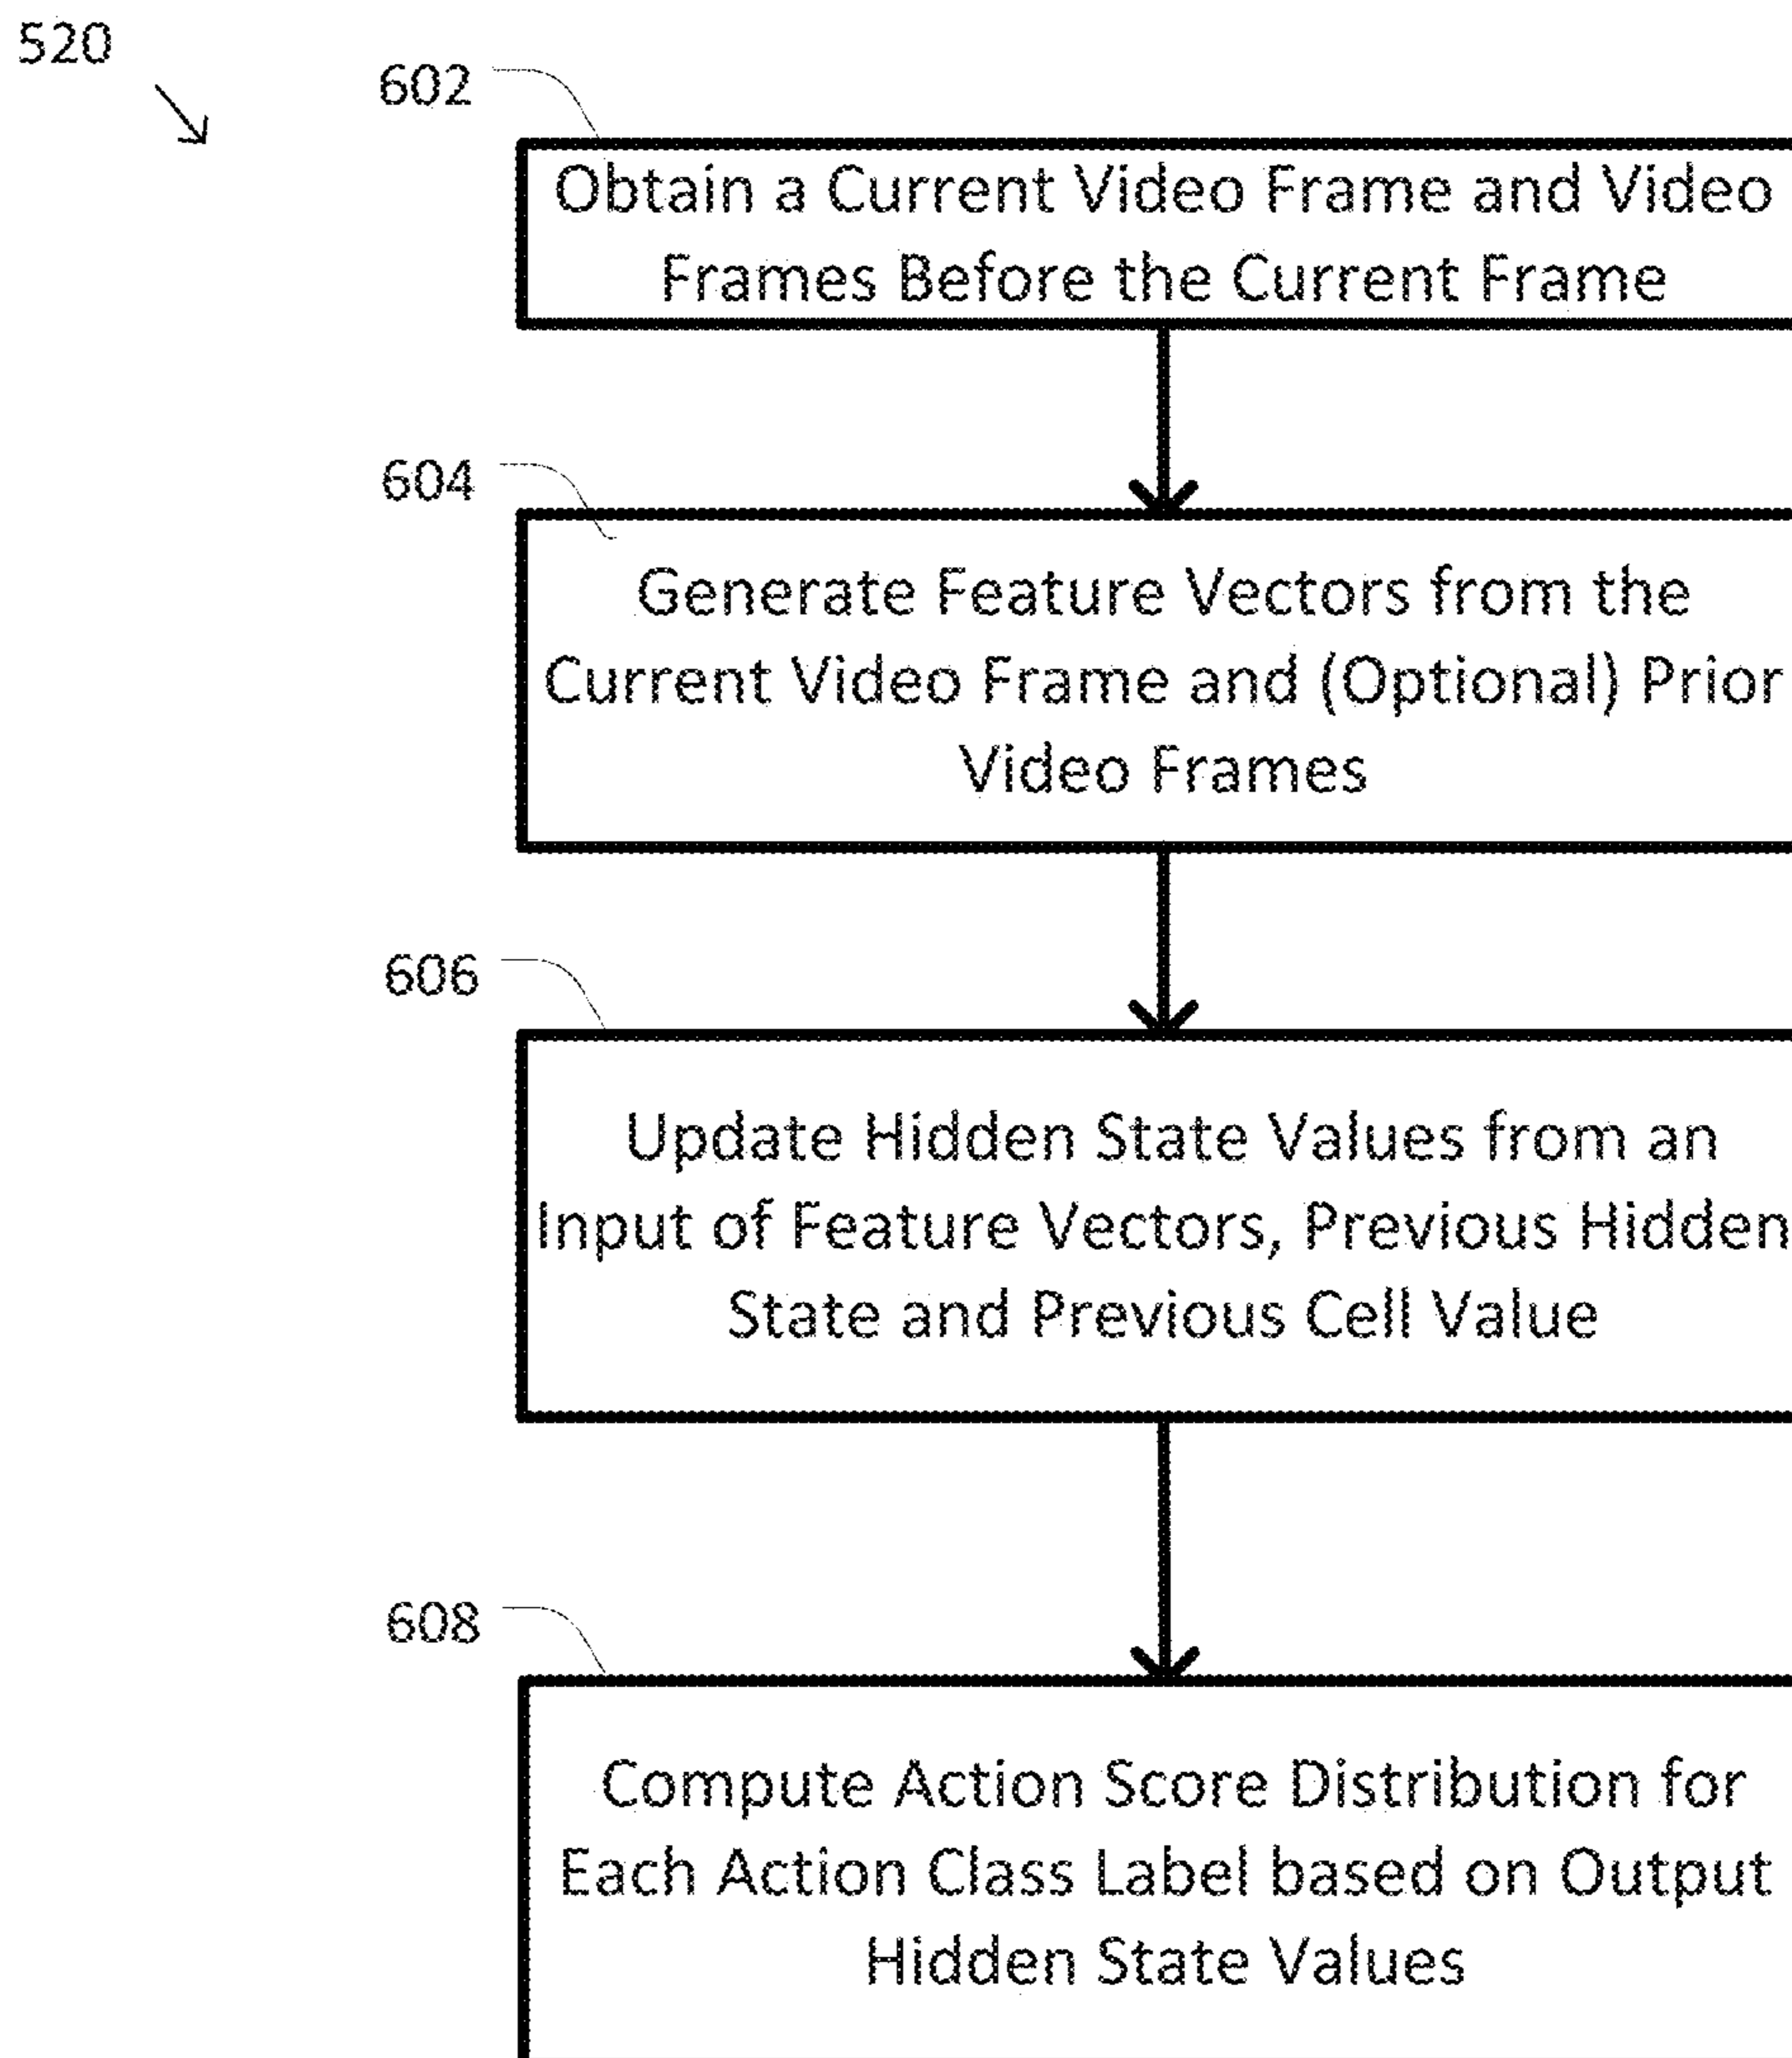 520
602
Obtain a Current Video Frame and Video
Frames Before the Current Frame
604
Generate Feature Vectors from the
Current Video Frame and (Optional) Prior
Video Frames
606
Update Hidden State Values from an
Input of Feature Vectors, Previous Hidden
State and Previous Cell Value
608
Compute Action Score Distribution for
Each Action Class Label based on Output
Hidden State Values